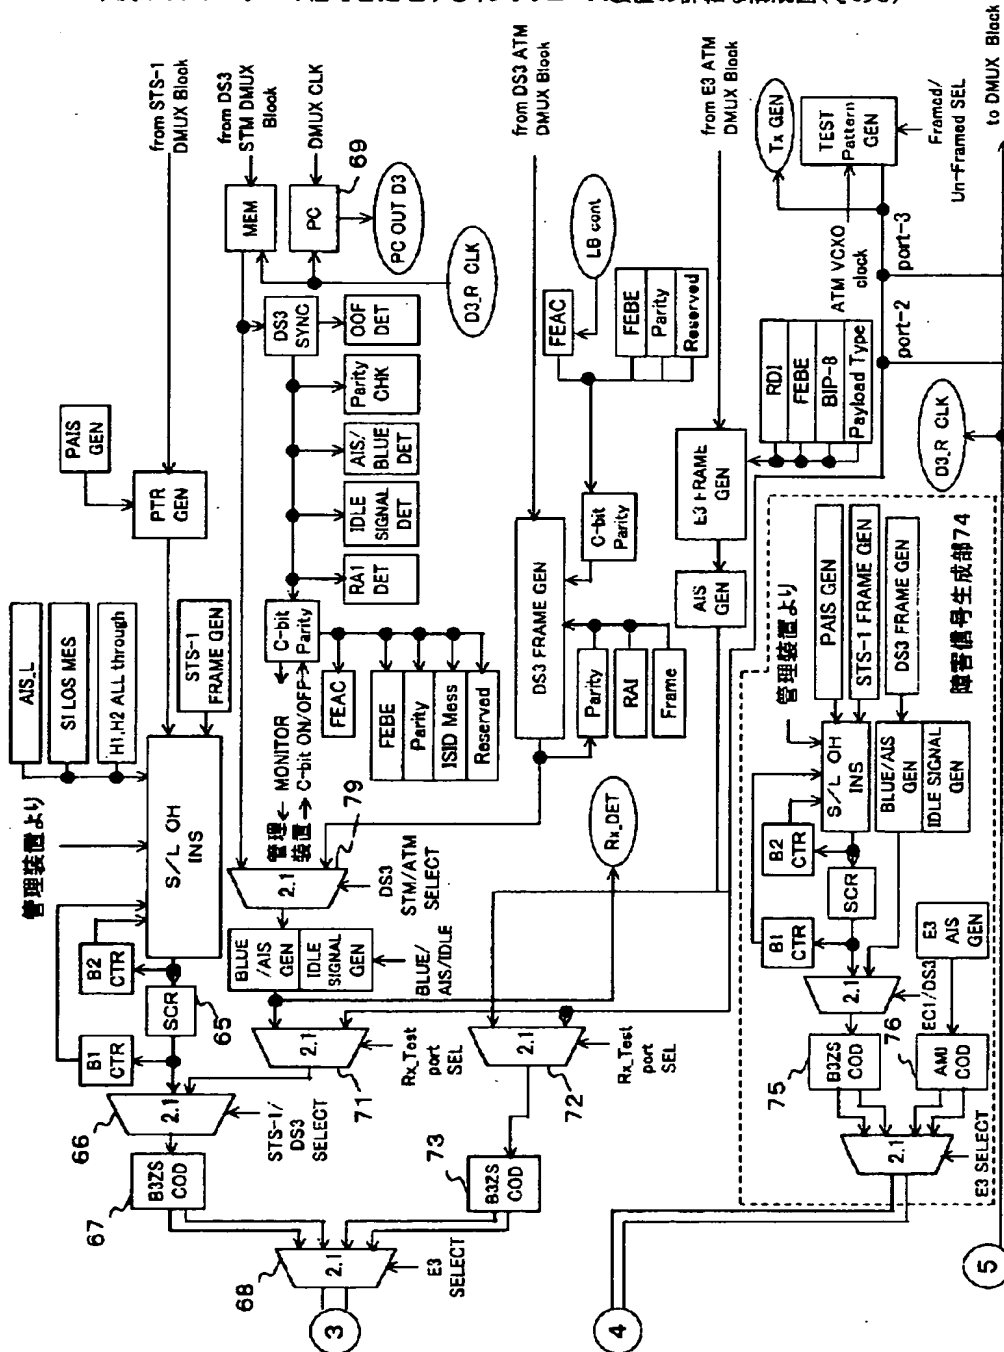 from STS-1
DMUX Block
from DS3
STM DMUX
Block
DMUX CLK
from DS3 ATM
DMUX Block
from E3 ATM
DMUX Block
to DMUX Block
PAIS
GEN
PTR
GEN
MEM
PC
69
PC OUT D3
D3_R CLK
DS3
SYNC
OOF
DET
Parity
CHK
AIS/
BLUE
DET
IDLE
SIGNAL
DET
RAI
DET
C-bit
Parity
FEAC
FEBE
Parity
ISID Mess
Reserved
LB cont
FEAC
FEBE
Parity
Reserved
C-bit
Parity
DS3 FRAME GEN
Parity
RAI
Frame
E3 FRAME
GEN
AIS
GEN
RDI
FEBE
BIP-8
Payload Type
Tx GEN
TEST
Pattern
GEN
Framed/
Un-Framed SEL
ATM VCXO
clock
port-3
port-2
D3_R CLK
AIS_L
S1 LOS MES
H1,H2 ALL through
STS-1
FRAME GEN
管理装置より
S/L OH
INS
B2
CTR
SCR
65
B1
CTR
2.1
66
STS-1/
DS3
SELECT
B3ZS
COD
67
2.1
68
E3
SELECT
3
管理
装置
MONITOR
C-bit ON/OFF
2.1
79
DS3
STM/ATM
SELECT
BLUE
/AIS
GEN
IDLE
SIGNAL
GEN
BLUE/
AIS/IDLE
Rx_DET
2.1
71
Rx_Test
port
SEL
2.1
72
Rx_Test
port
SEL
B3ZS
COD
73
管理装置より
PAIS GEN
STS-1 FRAME GEN
DS3 FRAME GEN
障害信号生成部74
S/L OH
INS
BLUE/AIS
GEN
IDLE SIGNAL
GEN
B2
CTR
SCR
B1
CTR
E3
AIS
GEN
2.1
EC1/DS3
B3ZS
COD
75
AMI
COD
76
2.1
E3 SELECT
4
5